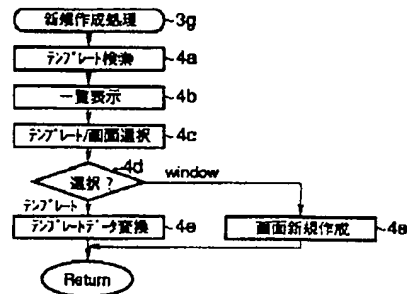 新規作成処理 3g
ﾃﾝﾌﾟﾚｰﾄ検索 4a
一覧表示 4b
ﾃﾝﾌﾟﾚｰﾄ/画面選択 4c
4d
選択? window
ﾃﾝﾌﾟﾚｰﾄ
ﾃﾝﾌﾟﾚｰﾄﾃﾞｰﾀ変換 4e 画面新規作成 4e
Return